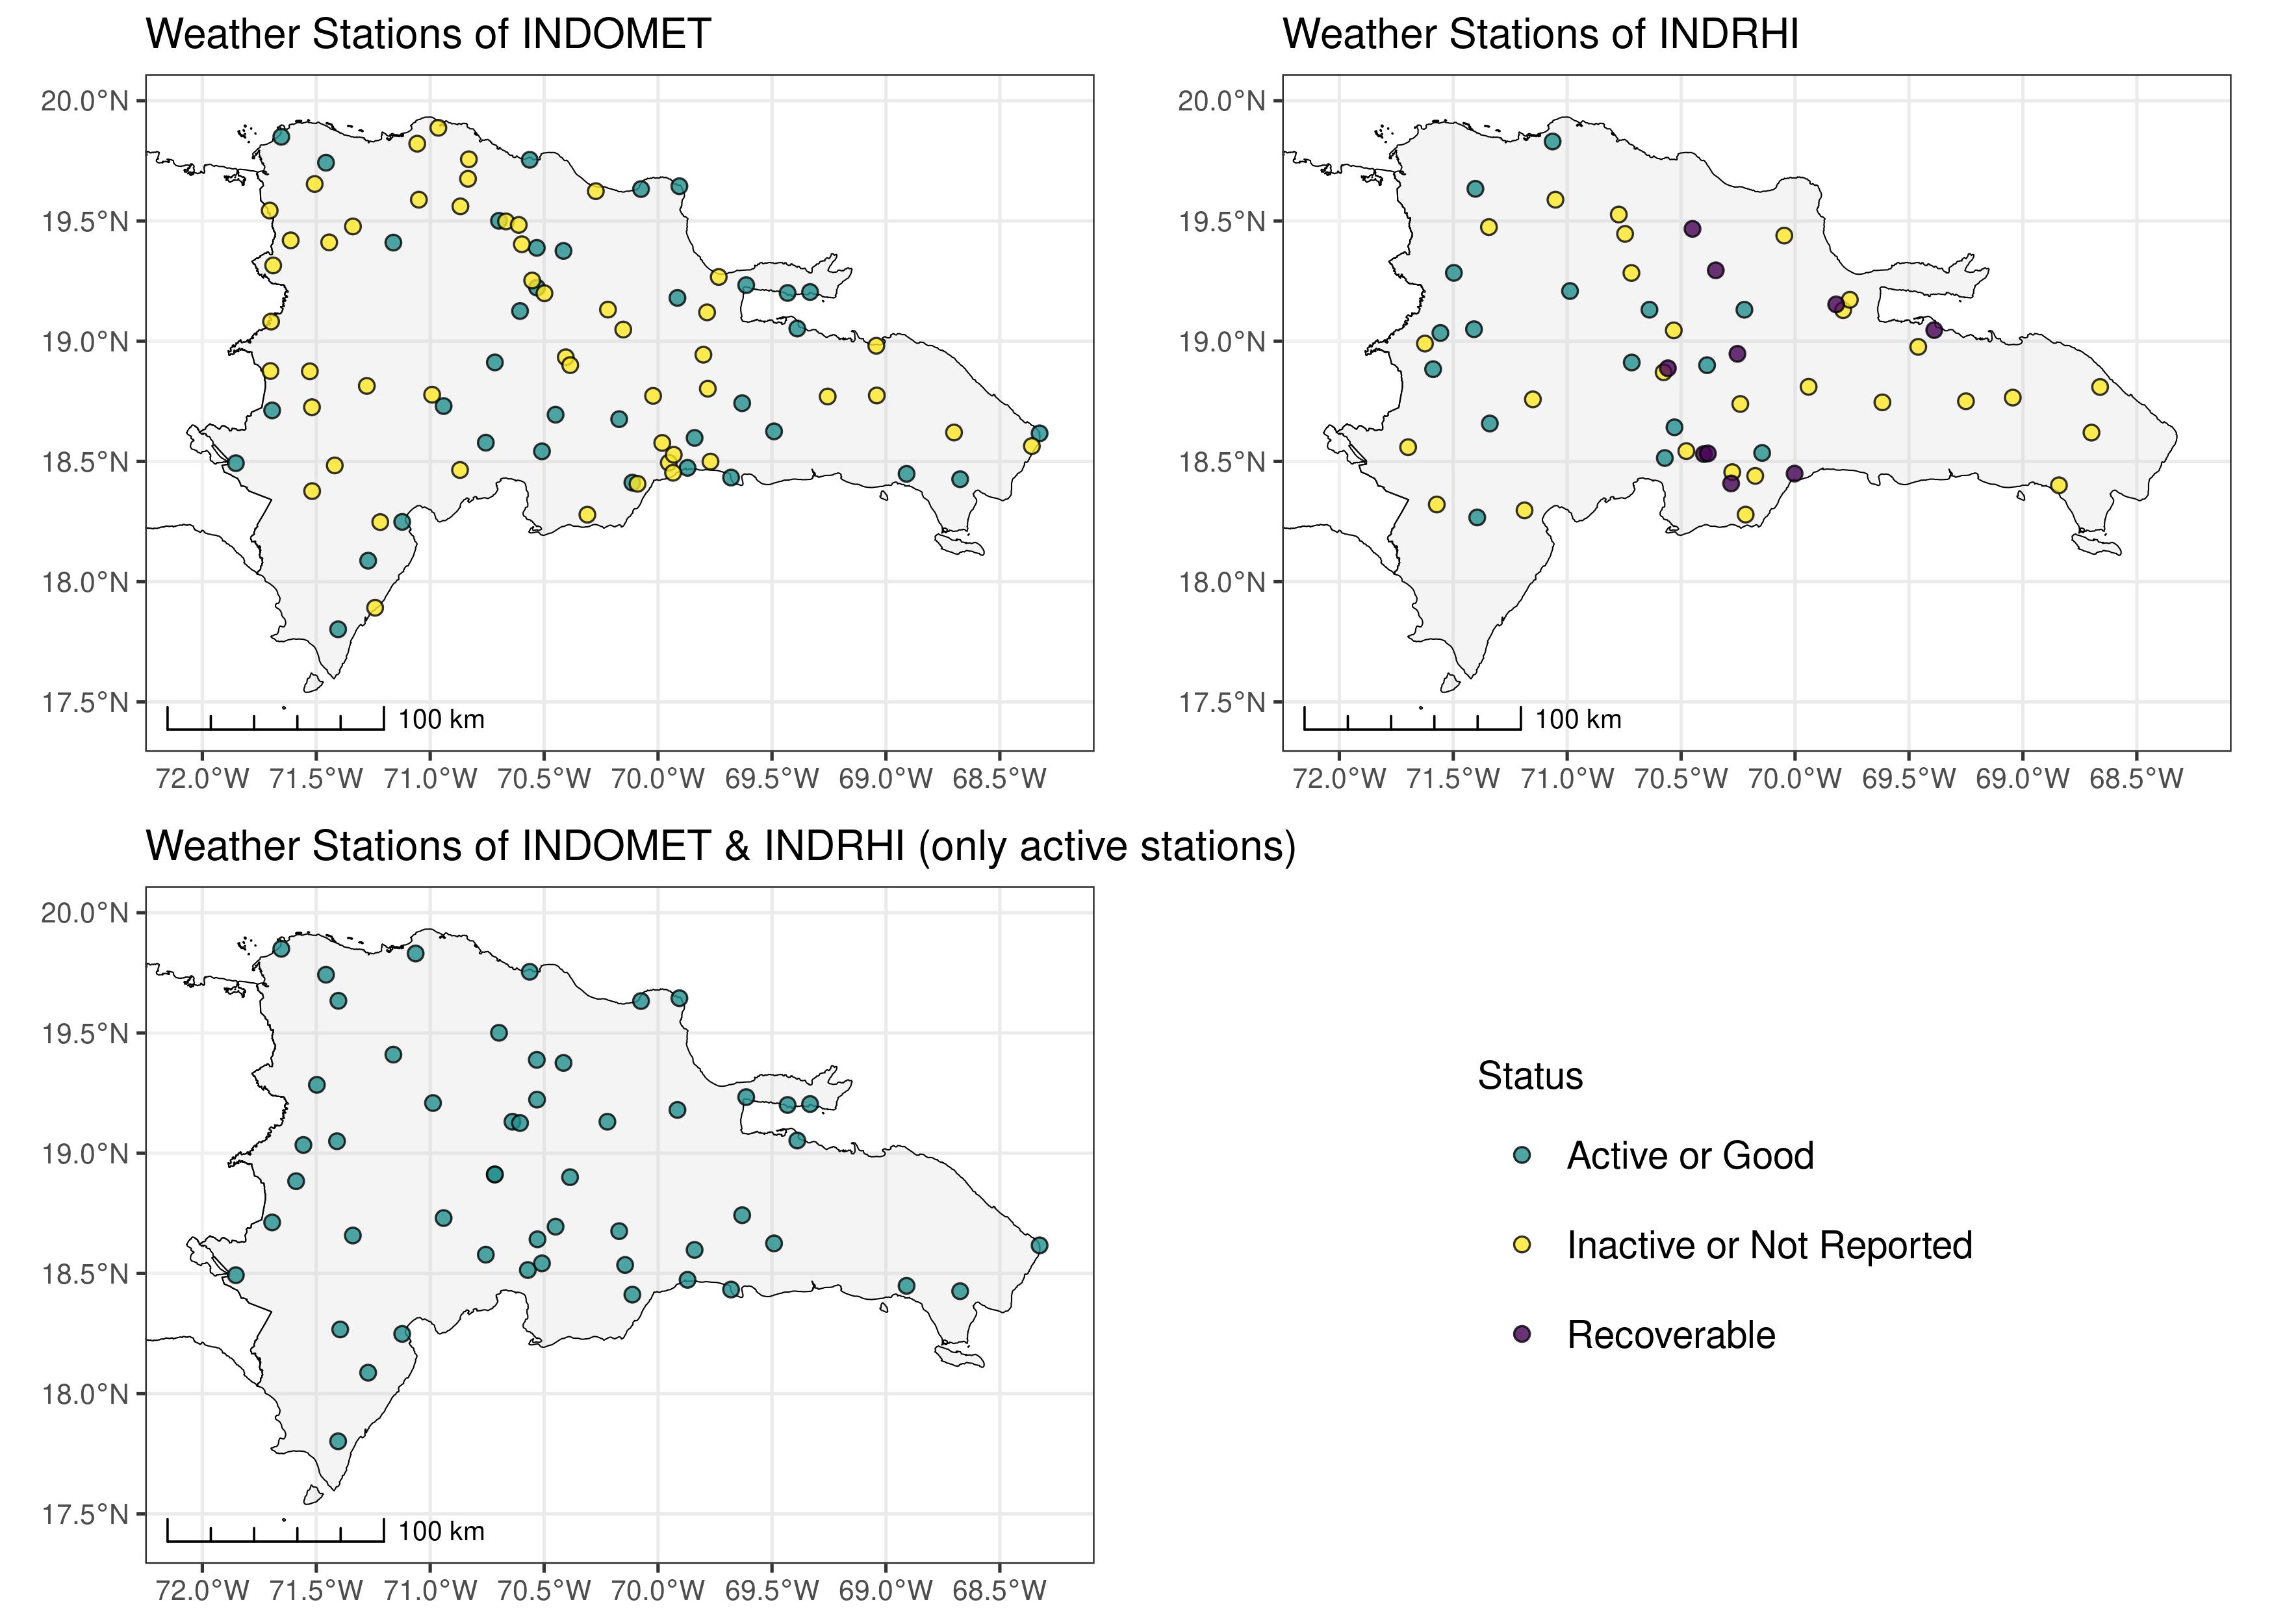 Weather Stations of INDOMET
20.0°N
19.5°N
19.0°N
18.5°N
18.0°N
17.5°N
100 km
72.0°W 71.5°W 71.0°W 70.5°W 70.0°W 69.5°W 69.0°W 68.5°W
Weather Stations of INDRHI
20.0°N
19.5°N
19.0°N
18.5°N
18.0°N
17.5°N
100 km
72.0°W 71.5°W 71.0°W 70.5°W 70.0°W 69.5°W 69.0°W 68.5°W
Weather Stations of INDOMET & INDRHI (only active stations)
20.0°N
19.5°N
19.0°N
18.5°N
18.0°N
17.5°N
100 km
72.0°W 71.5°W 71.0°W 70.5°W 70.0°W 69.5°W 69.0°W 68.5°W
Status
Active or Good
Inactive or Not Reported
Recoverable